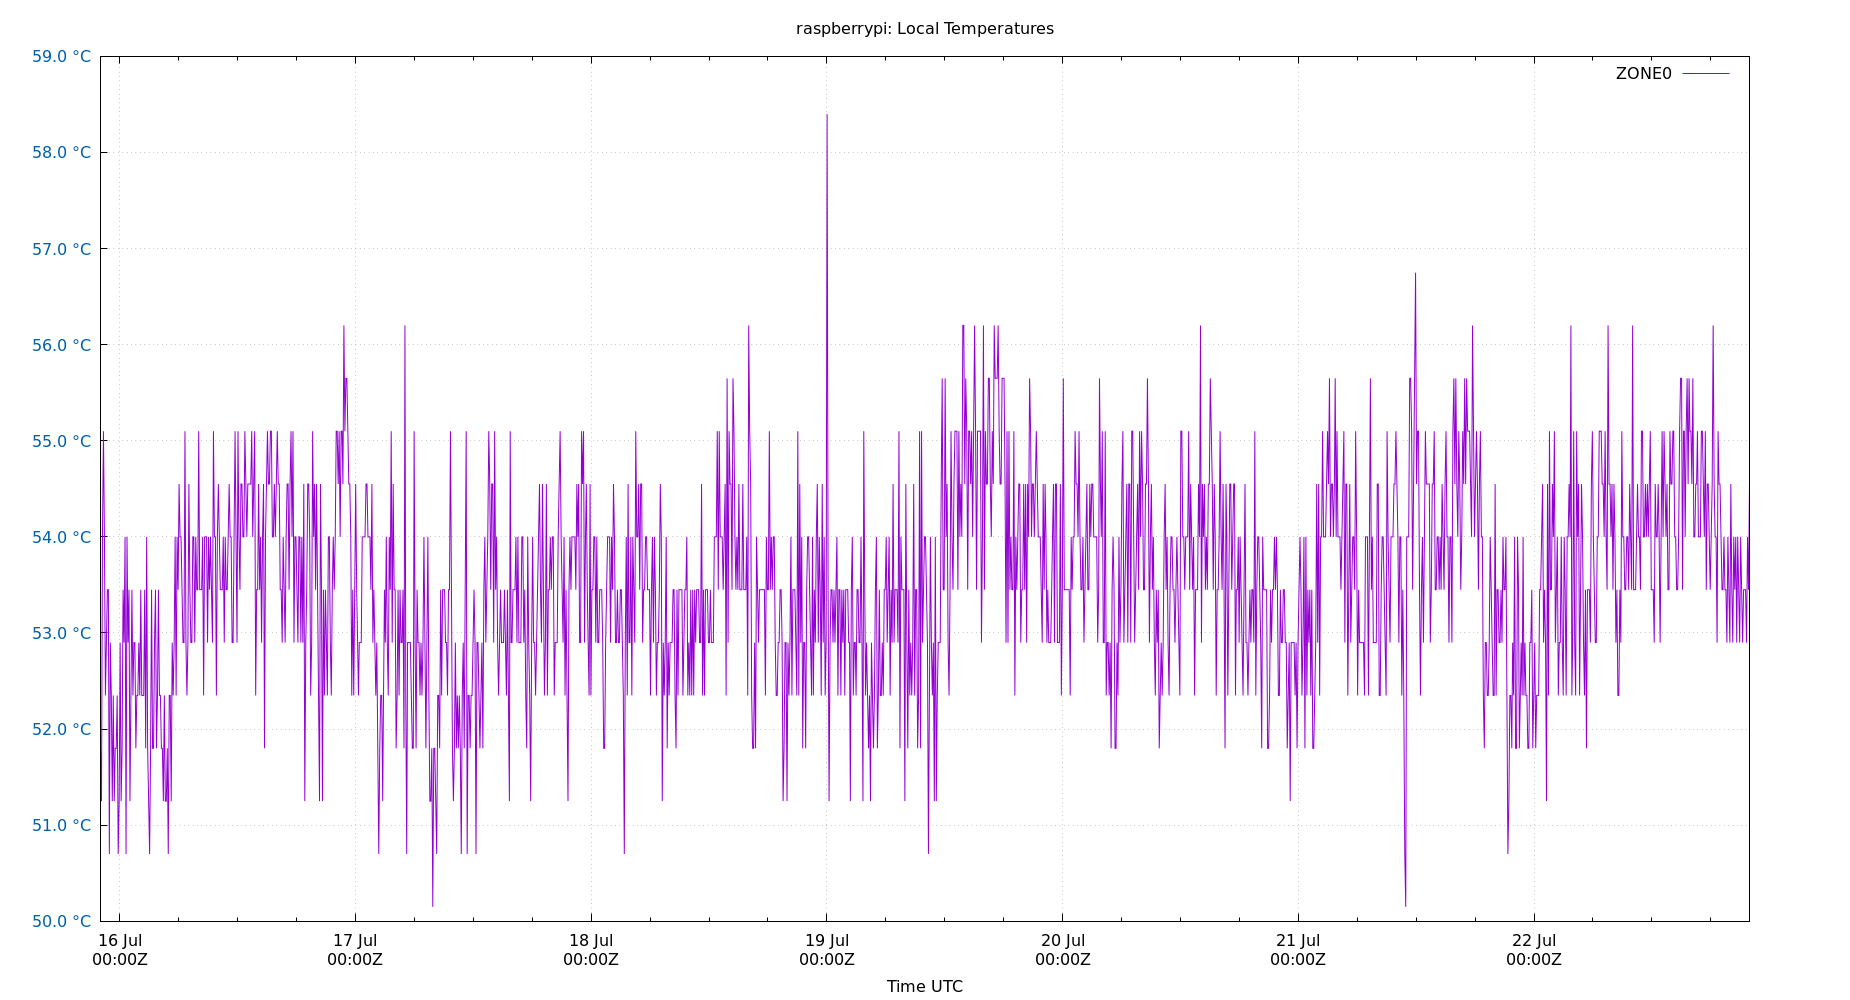 raspberrypi: Local Temperatures
ZONE0
59.0 °C
58.0 °C
57.0 °C
56.0 °C
55.0 °C
54.0 °C
53.0 °C
52.0 °C
51.0 °C
50.0 °C
16 Jul 17 Jul 18 Jul 19 Jul 20 Jul 21 Jul 22 Jul
00:00Z 00:00Z 00:00Z 00:00Z 00:00Z 00:00Z 00:00Z
Time UTC